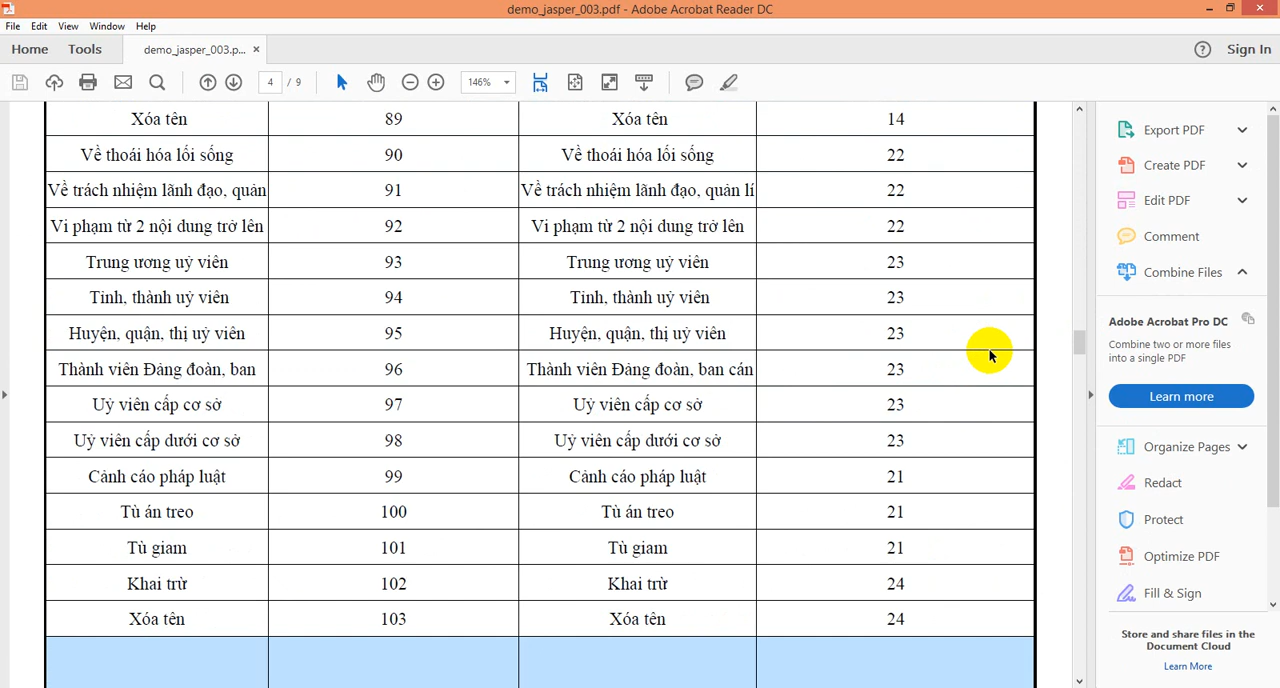 demo_jasper_003.pdf - Adobe Acrobat Reader DC
File Edit View Window Help
Home Tools demo_jasper_003.p... × Sign In
4 / 9 146%
Xóa tên 89 Xóa tên 14
Về thoái hóa lối sống 90 Về thoái hóa lối sống 22
Về trách nhiệm lãnh đạo, quản 91 Về trách nhiệm lãnh đạo, quản lí 22
Vi phạm từ 2 nội dung trở lên 92 Vi phạm từ 2 nội dung trở lên 22
Trung ương uỷ viên 93 Trung ương uỷ viên 23
Tỉnh, thành uỷ viên 94 Tỉnh, thành uỷ viên 23
Huyện, quận, thị uỷ viên 95 Huyện, quận, thị uỷ viên 23
Thành viên Đảng đoàn, ban 96 Thành viên Đảng đoàn, ban cán 23
Uỷ viên cấp cơ sở 97 Uỷ viên cấp cơ sở 23
Uỷ viên cấp dưới cơ sở 98 Uỷ viên cấp dưới cơ sở 23
Cảnh cáo pháp luật 99 Cảnh cáo pháp luật 21
Tù án treo 100 Tù án treo 21
Tù giam 101 Tù giam 21
Khai trừ 102 Khai trừ 24
Xóa tên 103 Xóa tên 24
Export PDF
Create PDF
Edit PDF
Comment
Combine Files
Adobe Acrobat Pro DC
Combine two or more files
into a single PDF
Learn more
Organize Pages
Redact
Protect
Optimize PDF
Fill & Sign
Store and share files in the
Document Cloud
Learn More